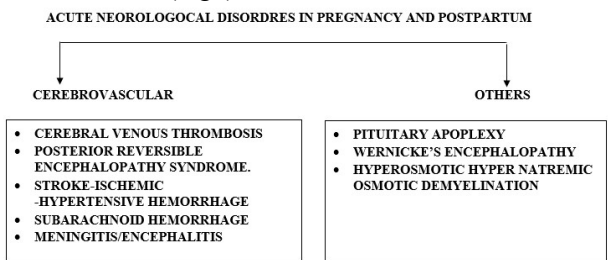 ACUTE NEOROLOGOCAL DISORDRES IN PREGNANCY AND POSTPARTUM
CEREBROVASCULAR
• CEREBRAL VENOUS THROMBOSIS
• POSTERIOR REVERSIBLE
ENCEPHALOPATHY SYNDROME.
• STROKE-ISCHEMIC
-HYPERTENSIVE HEMORRHAGE
• SUBARACHNOID HEMORRHAGE
• MENINGITIS/ENCEPHALITIS
OTHERS
• PITUITARY APOPLEXY
• WERNICKE'S ENCEPHALOPATHY
• HYPEROSMOTIC HYPER NATREMIC
OSMOTIC DEMYELINATION